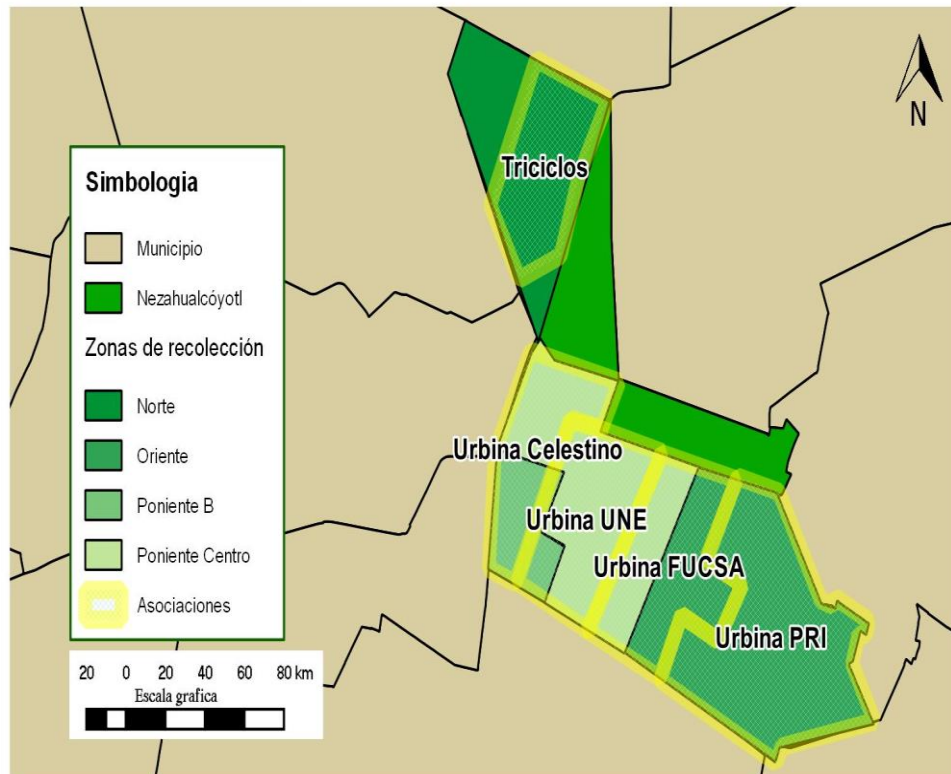 N
Triciclos
Simbologia
Municipio
Nezahualcóyotl
Zonas de recolección
Norte
Oriente
Poniente B
Poniente Centro
Asociaciones
Urbina Celestino
Urbina UNE
Urbina FUCSA
Urbina PRI
20 0 20 40 60 80 km
Escala grafica